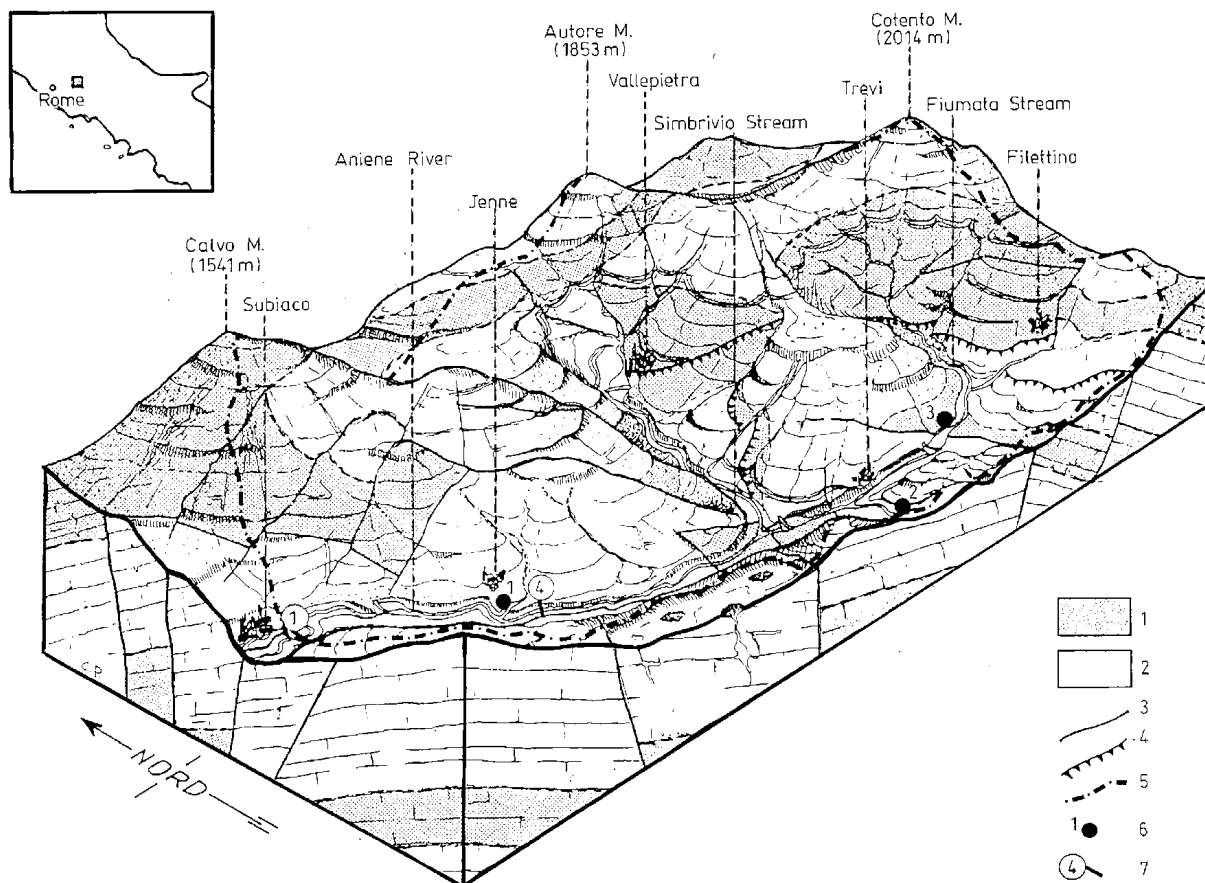 Rome
Cotento M.
(2014 m)
Autore M.
(1853 m)
Vallepietra
Trevi
Fiumata Stream
Simbrivio Stream
Filettino
Aniene River
Jenne
Calvo M.
(1541 m)
Subiaco
3
1
4
1
C.P.
NORD
1
2
3
4
5
1 6
4 7